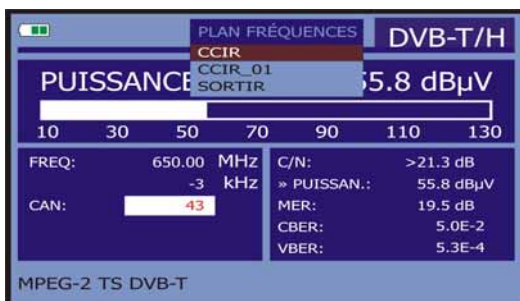 PLAN FRÉQUENCES
DVB-T/H
CCIR
CCIR_01
SORTIR
PUISSANCE 5.8 dBµV
10 30 50 70 90 110 130
FREQ: 650.00 MHz
-3 kHz
CAN: 43
C/N: >21.3 dB
» PUISSAN.: 55.8 dBµV
MER: 19.5 dB
CBER: 5.0E-2
VBER: 5.3E-4
MPEG-2 TS DVB-T